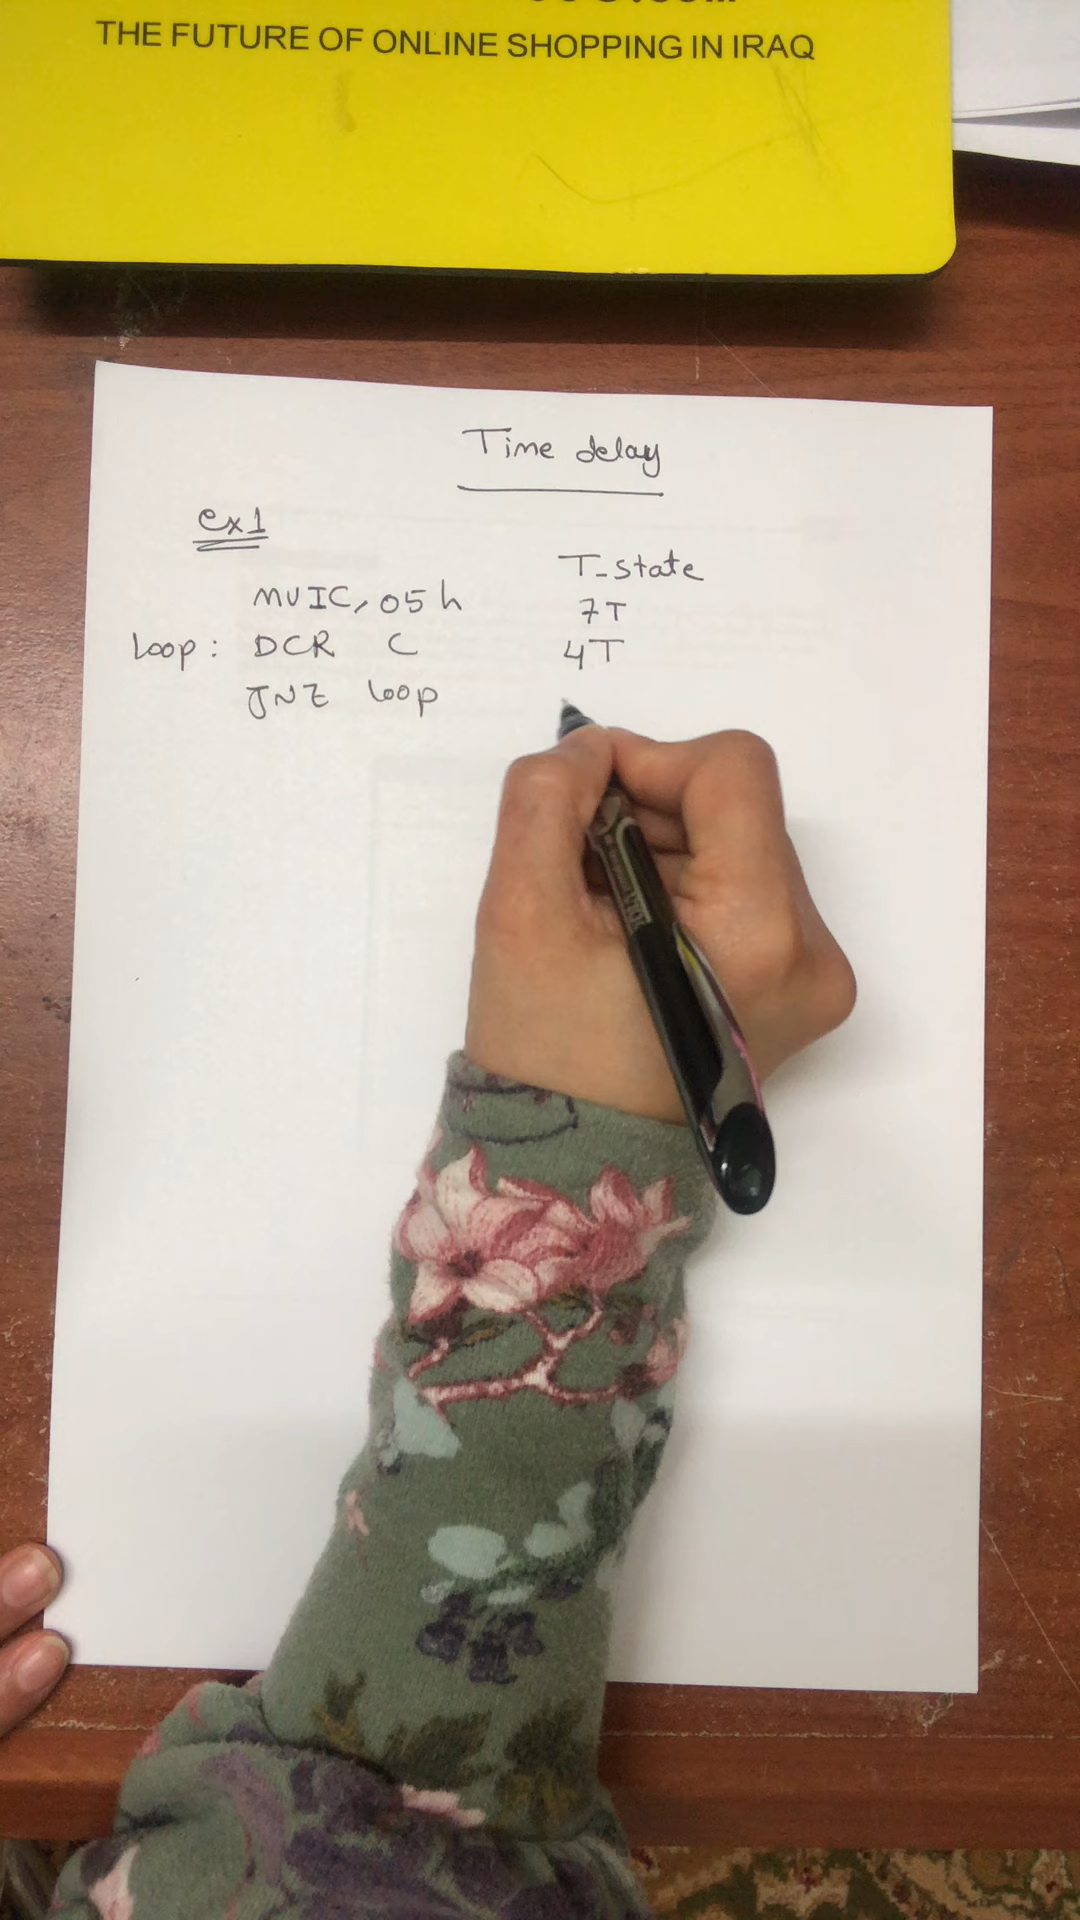 THE FUTURE OF ONLINE SHOPPING IN IRAQ
Time delay
ex1
T-state
MVIC, 05h 7T
Loop: DCR C 4T
JNZ loop